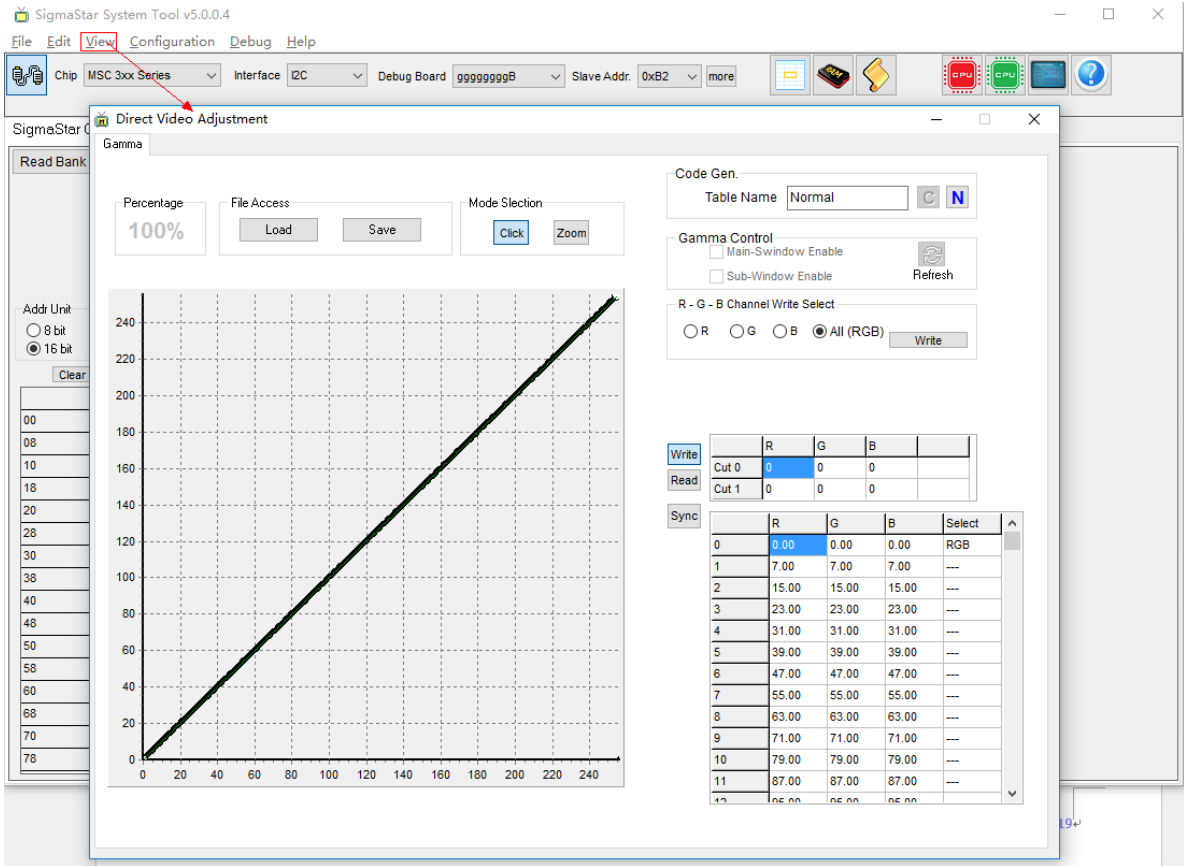 SigmaStar System Tool v5.0.0.4
File Edit View Configuration Debug Help
Chip MSC 3xx Series Interface I2C Debug Board ggggggggB Slave Addr. 0xB2 more CPU CPU
SigmaStar
Read Bank
Addr Unit
8 bit
16 bit
Clear
00
08
10
18
20
28
30
38
40
48
50
58
60
68
70
78
Direct Video Adjustment
Gamma
Percentage
100%
File Access
Load Save
Mode Slection
Click Zoom
Code Gen.
Table Name Normal C N
Gamma Control
Main-Swindow Enable
Sub-Window Enable
Refresh
R - G - B Channel Write Select
R G B All (RGB) Write
240
220
200
180
160
140
120
100
80
60
40
20
0
0 20 40 60 80 100 120 140 160 180 200 220 240
Write
Read
Sync
R G B
Cut 0 0 0 0
Cut 1 0 0 0
R G B Select
0 0.00 0.00 0.00 RGB
1 7.00 7.00 7.00 ---
2 15.00 15.00 15.00 ---
3 23.00 23.00 23.00 ---
4 31.00 31.00 31.00 ---
5 39.00 39.00 39.00 ---
6 47.00 47.00 47.00 ---
7 55.00 55.00 55.00 ---
8 63.00 63.00 63.00 ---
9 71.00 71.00 71.00 ---
10 79.00 79.00 79.00 ---
11 87.00 87.00 87.00 ---
12 95.00 95.00 95.00
19